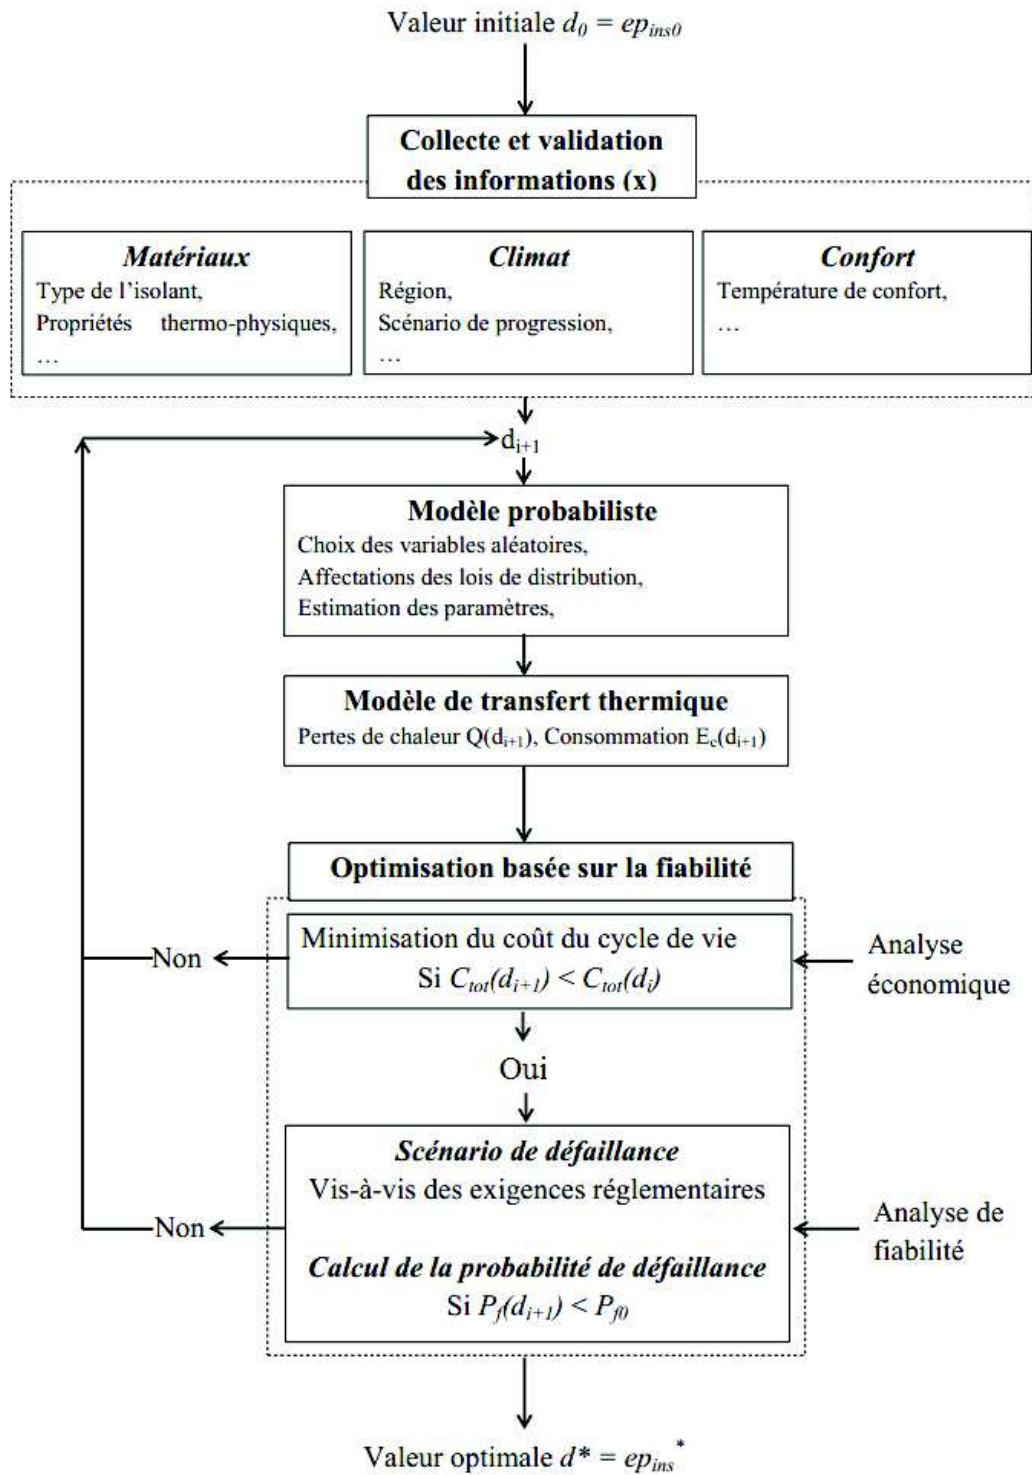 Valeur initiale d₀ = ep_ins0
Collecte et validation
des informations (x)
Matériaux
Type de l’isolant,
Propriétés thermo-physiques,
…
Climat
Région,
Scénario de progression,
…
Confort
Température de confort,
…
d_i+1
Modèle probabiliste
Choix des variables aléatoires,
Affectations des lois de distribution,
Estimation des paramètres,
Modèle de transfert thermique
Pertes de chaleur Q(d_i+1), Consommation E_c(d_i+1)
Optimisation basée sur la fiabilité
Minimisation du coût du cycle de vie
Si C_tot(d_i+1) < C_tot(d_i)
Non
Analyse
économique
Oui
Scénario de défaillance
Vis-à-vis des exigences réglementaires
Non
Analyse de
fiabilité
Calcul de la probabilité de défaillance
Si P_f(d_i+1) < P_f0
Valeur optimale d* = ep_ins*